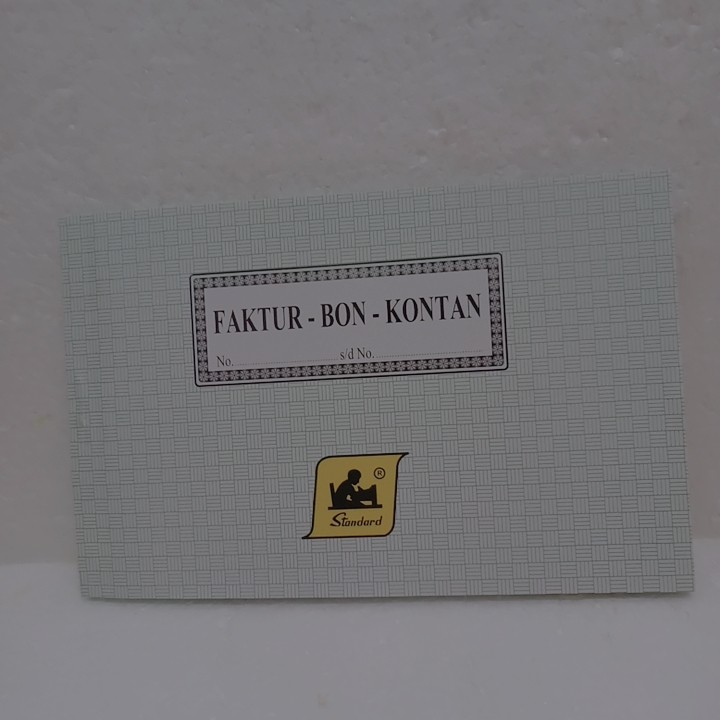 FAKTUR - BON - KONTAN
No. s/d No.
®
Standard